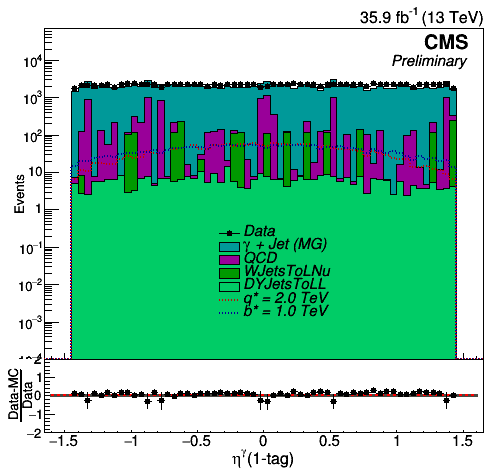 35.9 fb⁻¹ (13 TeV)
CMS
Preliminary
10⁴
10³
10²
10
1
10⁻¹
10⁻²
10⁻³
Events
Data
γ + Jet (MG)
QCD
WJetsToLNu
DYJetsToLL
q* = 2.0 TeV
b* = 1.0 TeV
Data-MC
Data
2
1
0
−1
−2
−1.5 −1 −0.5 0 0.5 1 1.5
η^γ(1-tag)